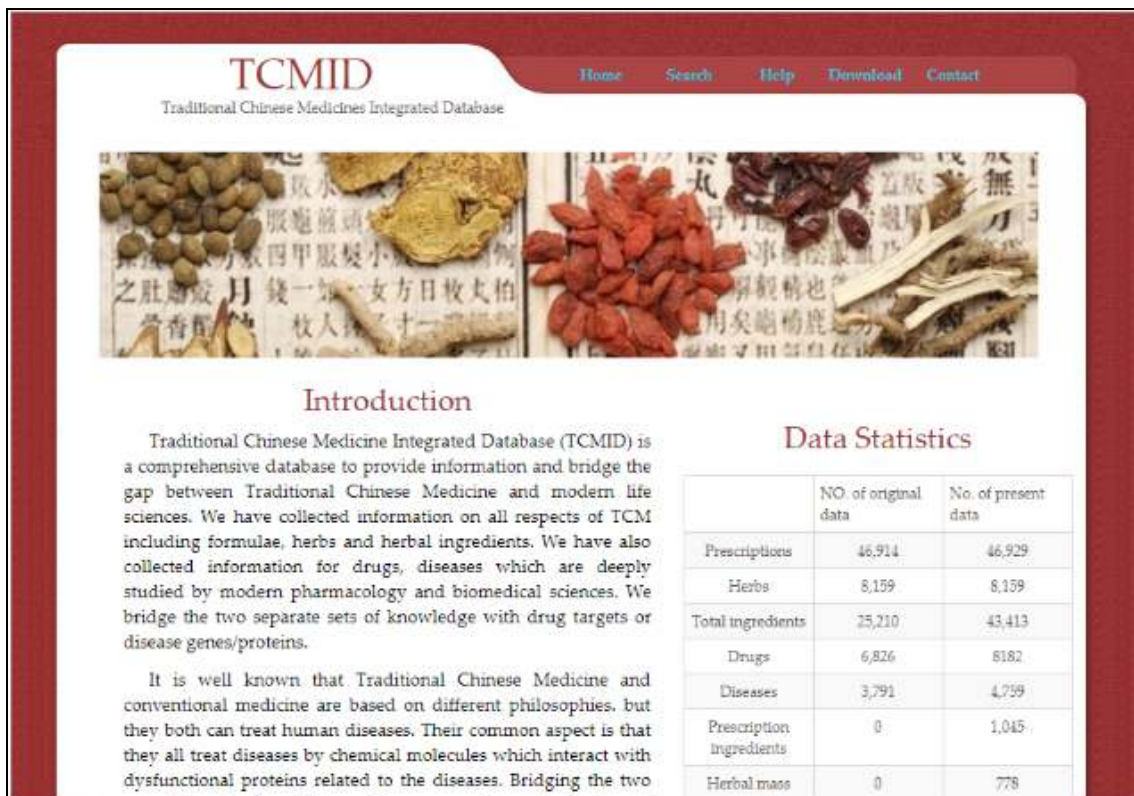 TCMID
Traditional Chinese Medicines Integrated Database
Home Search Help Download Contact
Introduction
Traditional Chinese Medicine Integrated Database (TCMID) is
a comprehensive database to provide information and bridge the
gap between Traditional Chinese Medicine and modern life
sciences. We have collected information on all respects of TCM
including formulae, herbs and herbal ingredients. We have also
collected information for drugs, diseases which are deeply
studied by modern pharmacology and biomedical sciences. We
bridge the two separate sets of knowledge with drug targets or
disease genes/proteins.
It is well known that Traditional Chinese Medicine and
conventional medicine are based on different philosophies, but
they both can treat human diseases. Their common aspect is that
they all treat diseases by chemical molecules which interact with
dysfunctional proteins related to the diseases. Bridging the two
Data Statistics
NO. of original data No. of present data
Prescriptions 46,914 46,929
Herbs 8,159 8,159
Total ingredients 25,210 43,413
Drugs 6,826 8182
Diseases 3,791 4,759
Prescription ingredients 0 1,045
Herbal mass 0 778